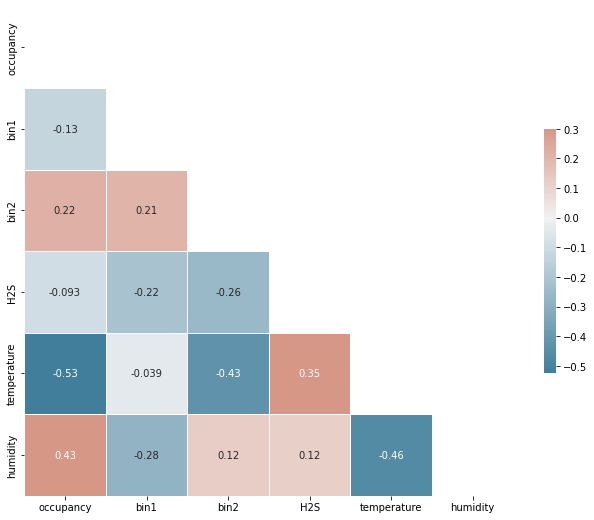 occupancy
bin1 -0.13
bin2 0.22 0.21
H2S -0.093 -0.22 -0.26
temperature -0.53 -0.039 -0.43 0.35
humidity 0.43 -0.28 0.12 0.12 -0.46
occupancy bin1 bin2 H2S temperature humidity
0.3
0.2
0.1
0.0
−0.1
−0.2
−0.3
−0.4
−0.5